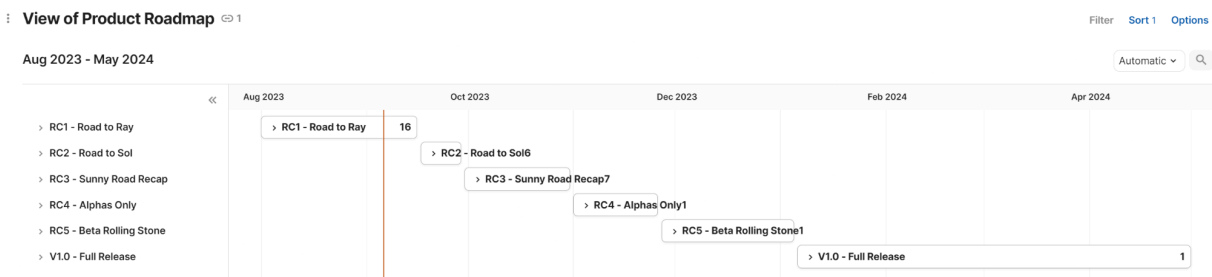 View of Product Roadmap 1
Filter Sort 1 Options
Aug 2023 - May 2024
Automatic
Aug 2023 Oct 2023 Dec 2023 Feb 2024 Apr 2024
RC1 - Road to Ray RC1 - Road to Ray 16
RC2 - Road to Sol RC2 - Road to Sol6
RC3 - Sunny Road Recap RC3 - Sunny Road Recap7
RC4 - Alphas Only RC4 - Alphas Only1
RC5 - Beta Rolling Stone RC5 - Beta Rolling Stone1
V1.0 - Full Release V1.0 - Full Release 1